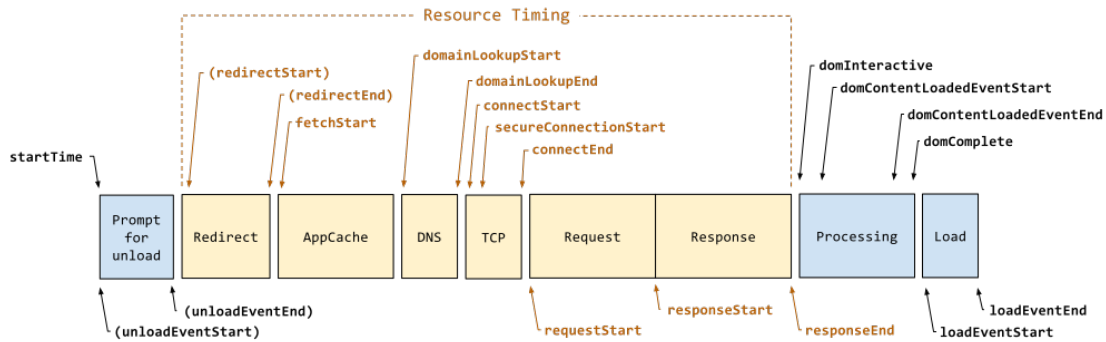 Resource Timing
domainLookupStart
(redirectStart)
domInteractive
domainLookupEnd
(redirectEnd)
domContentLoadedEventStart
connectStart
fetchStart
domContentLoadedEventEnd
secureConnectionStart
domComplete
connectEnd
startTime
Prompt
for
unload
Redirect
AppCache
DNS
TCP
Request
Response
Processing
Load
(unloadEventEnd)
responseStart
loadEventEnd
(unloadEventStart)
requestStart
responseEnd
loadEventStart